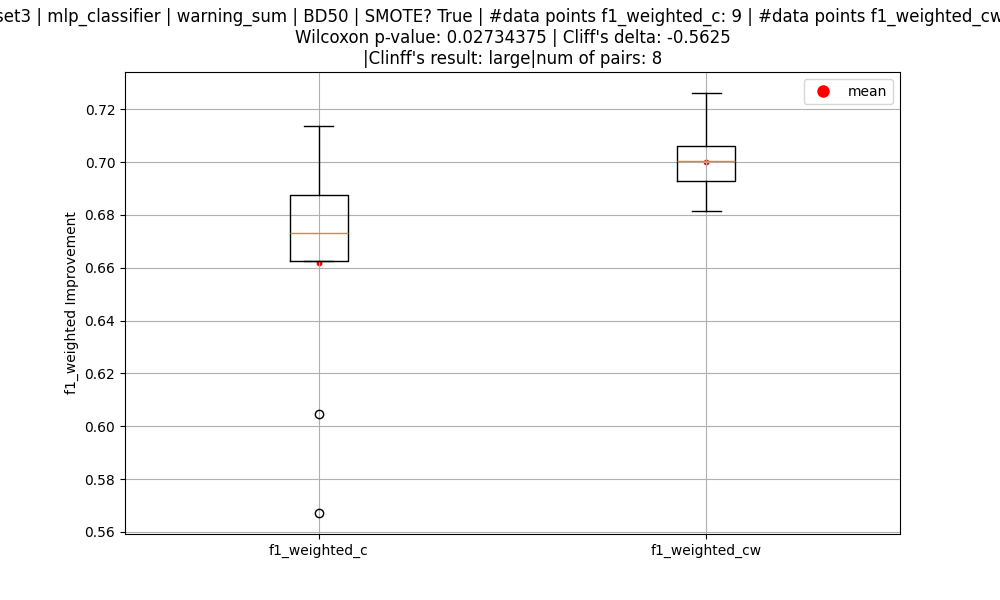 set3 | mlp_classifier | warning_sum | BD50 | SMOTE? True | #data points f1_weighted_c: 9 | #data points f1_weighted_cw
Wilcoxon p-value: 0.02734375 | Cliff's delta: -0.5625
|Clinff's result: large|num of pairs: 8
mean
0.72
0.70
0.68
0.66
0.64
0.62
0.60
0.58
0.56
f1_weighted Improvement
f1_weighted_c
f1_weighted_cw